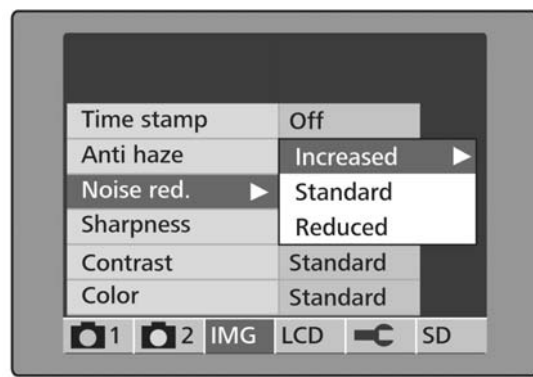 Time stamp Off
Anti haze Increased
Noise red. Standard
Sharpness Reduced
Contrast Standard
Color Standard
1 2 IMG LCD SD